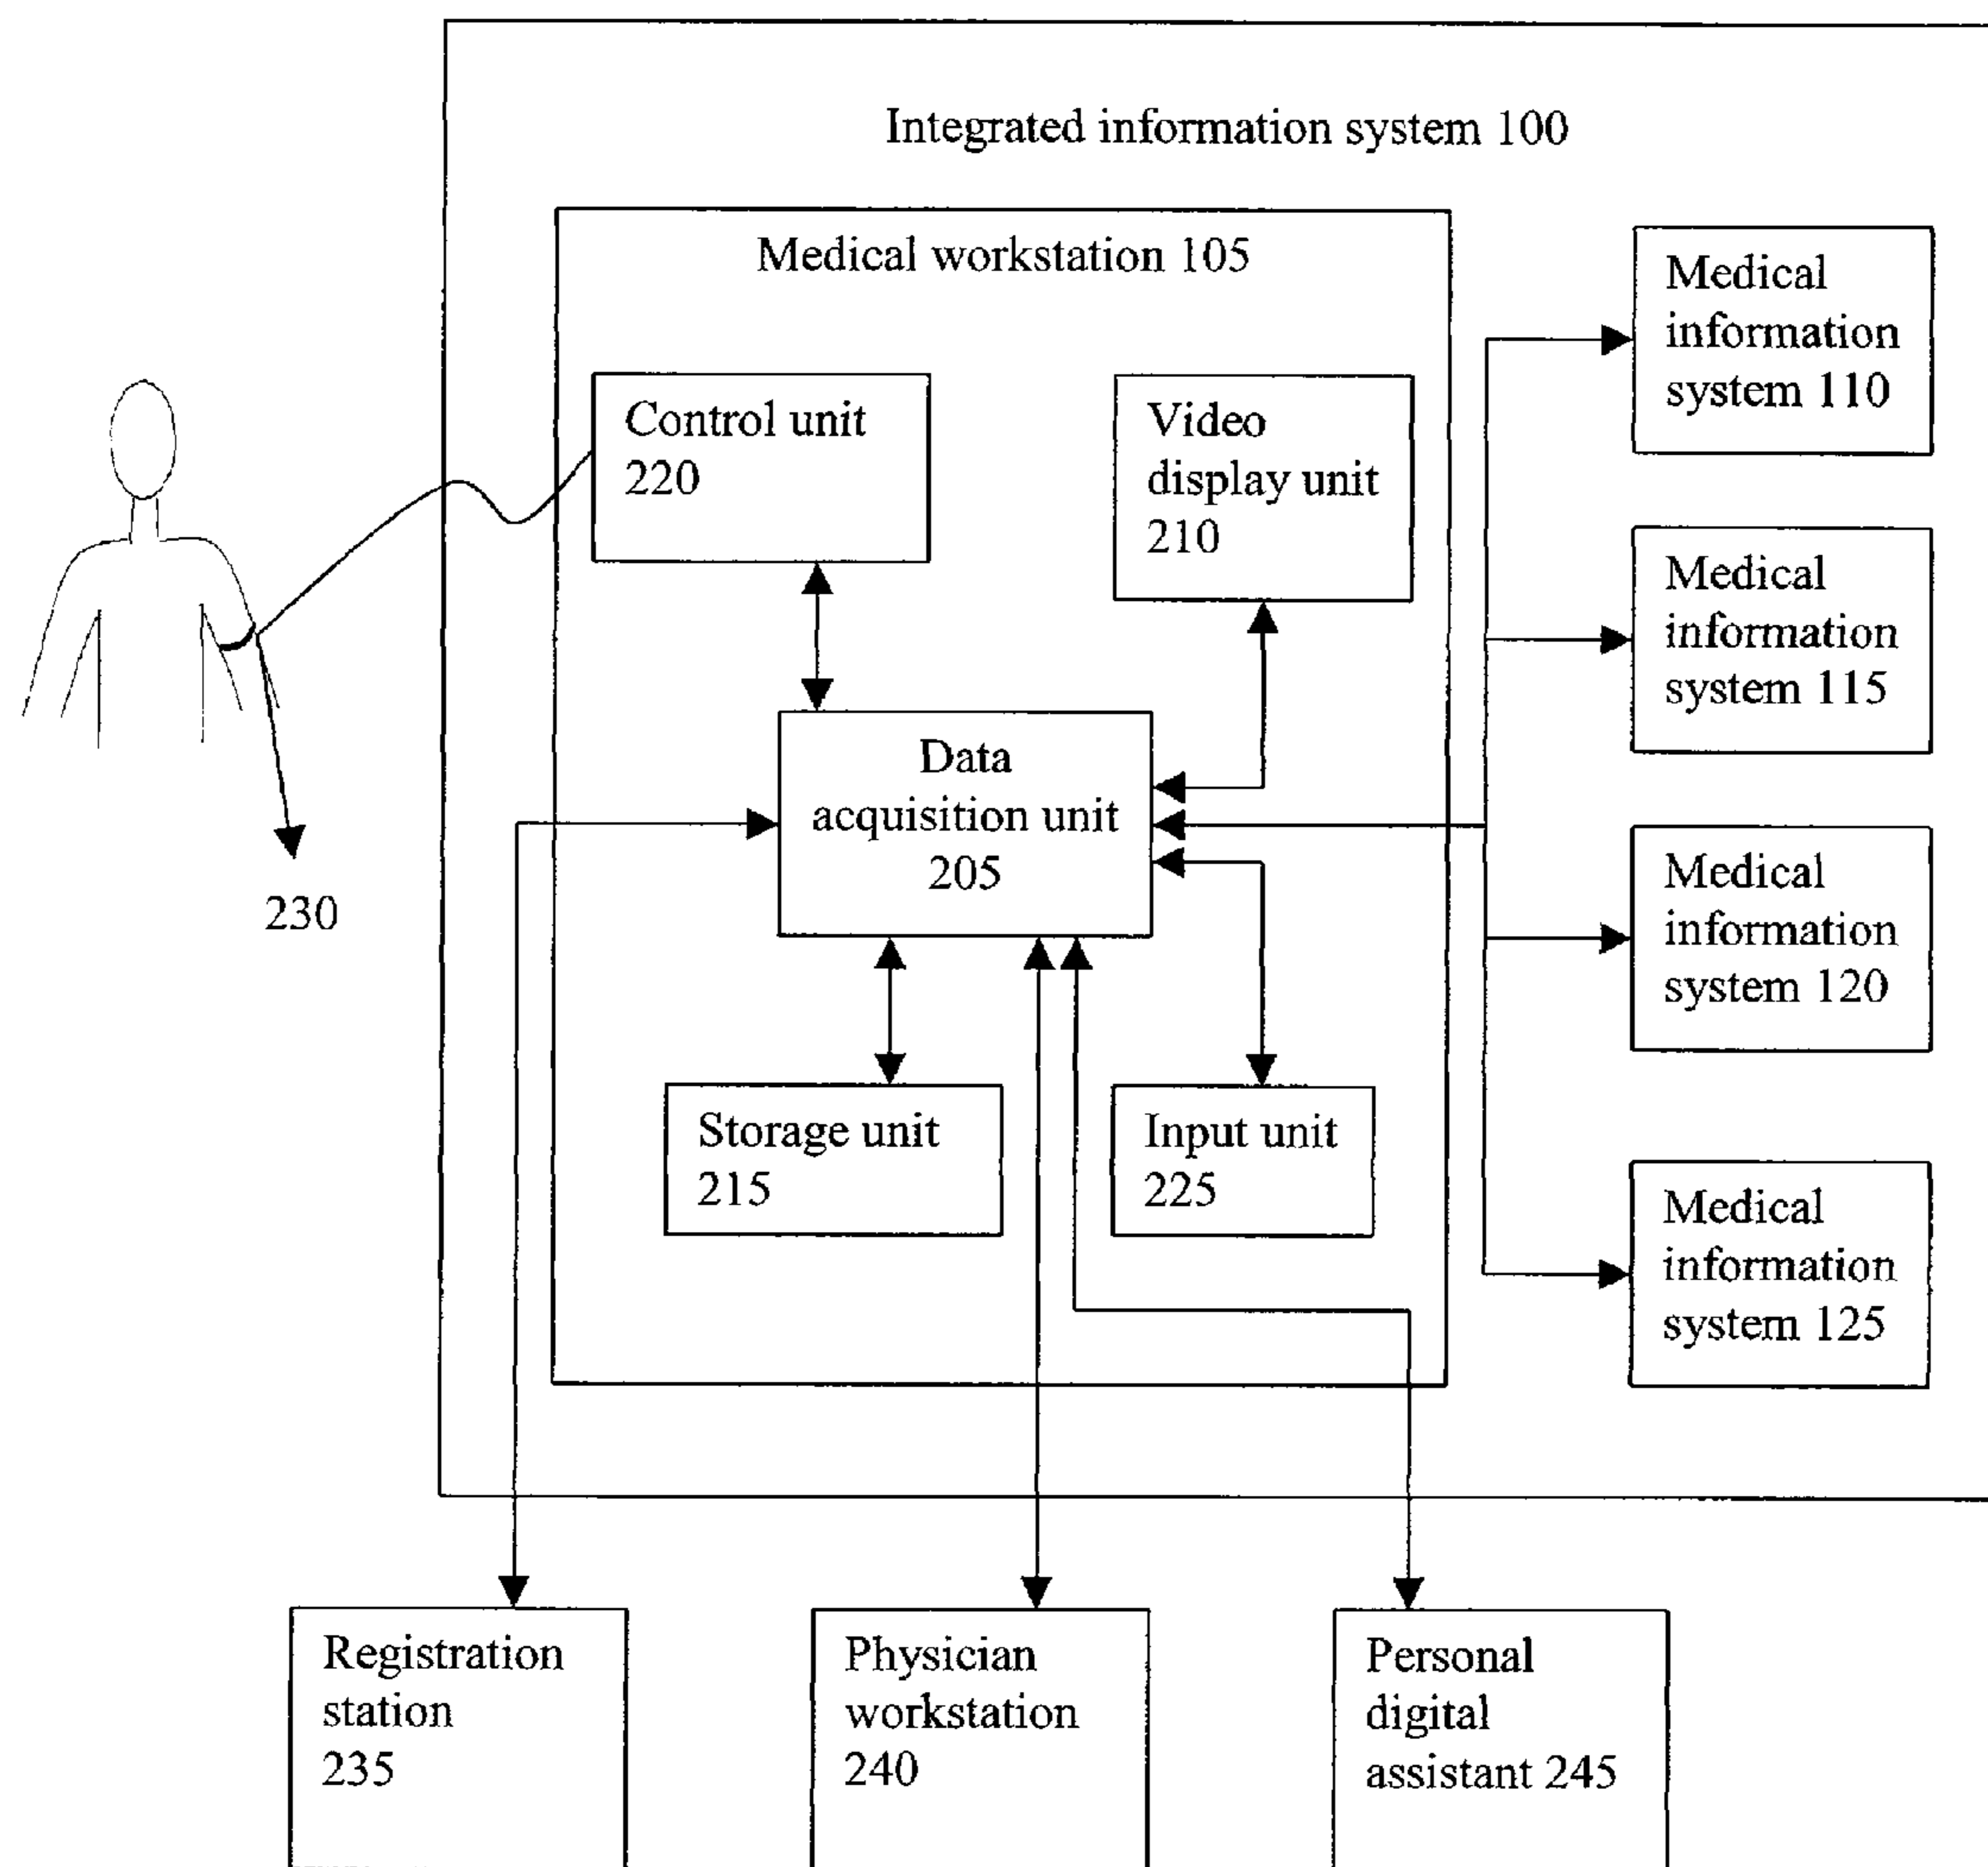 Integrated information system 100
Medical workstation 105
Control unit
220
Video
display unit
210
Data
acquisition unit
205
Storage unit
215
Input unit
225
Medical
information
system 110
Medical
information
system 115
Medical
information
system 120
Medical
information
system 125
230
Registration
station
235
Physician
workstation
240
Personal
digital
assistant 245